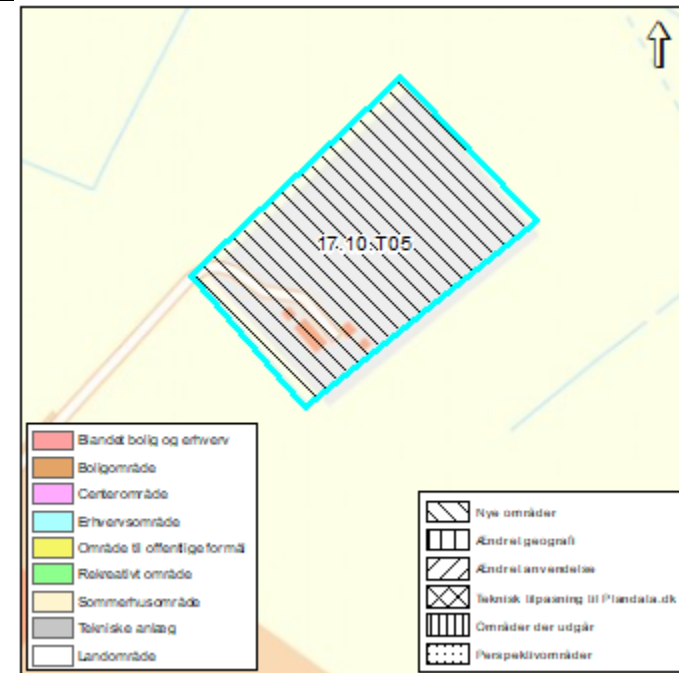 17.10.T05
Blandet bolig og erhverv
Boligområde
Centerområde
Erhvervsområde
Område til offentlige formål
Rekreativt område
Sommerhusområde
Tekniske anlæg
Landområde
Nye områder
Ændret geografi
Ændret anvendelse
Teknisk tilpasning til Plandata.dk
Områder der udgår
Perspektivområder